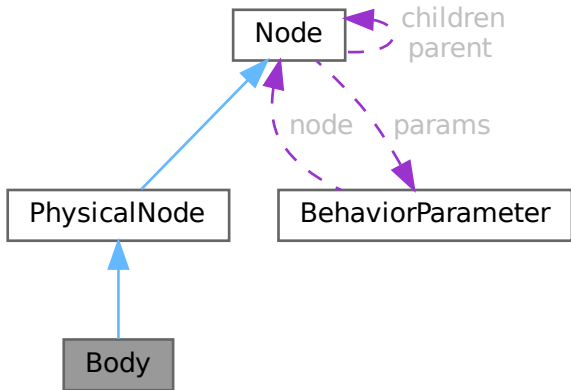 Node
children
parent
node
params
PhysicalNode
BehaviorParameter
Body